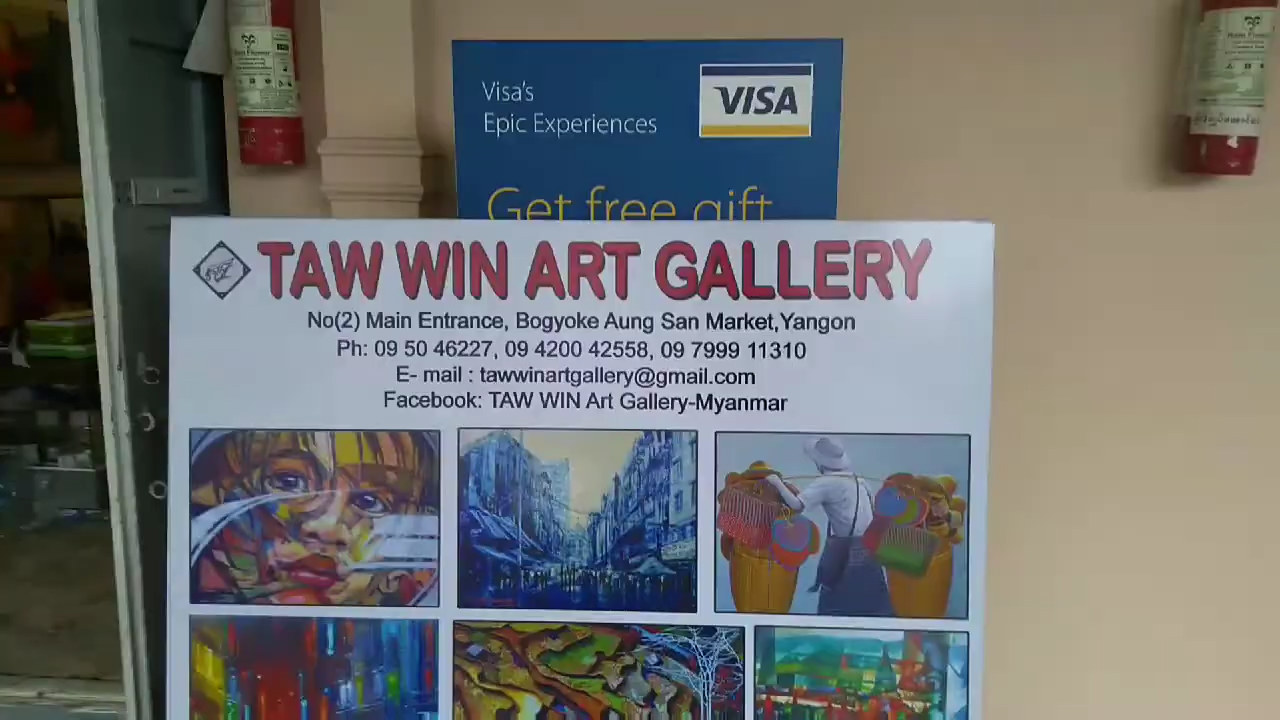 Visa's
Epic Experiences
VISA
Get free gift
TAW WIN ART GALLERY
No(2) Main Entrance, Bogyoke Aung San Market,Yangon
Ph: 09 50 46227, 09 4200 42558, 09 7999 11310
E- mail : tawwinartgallery@gmail.com
Facebook: TAW WIN Art Gallery-Myanmar